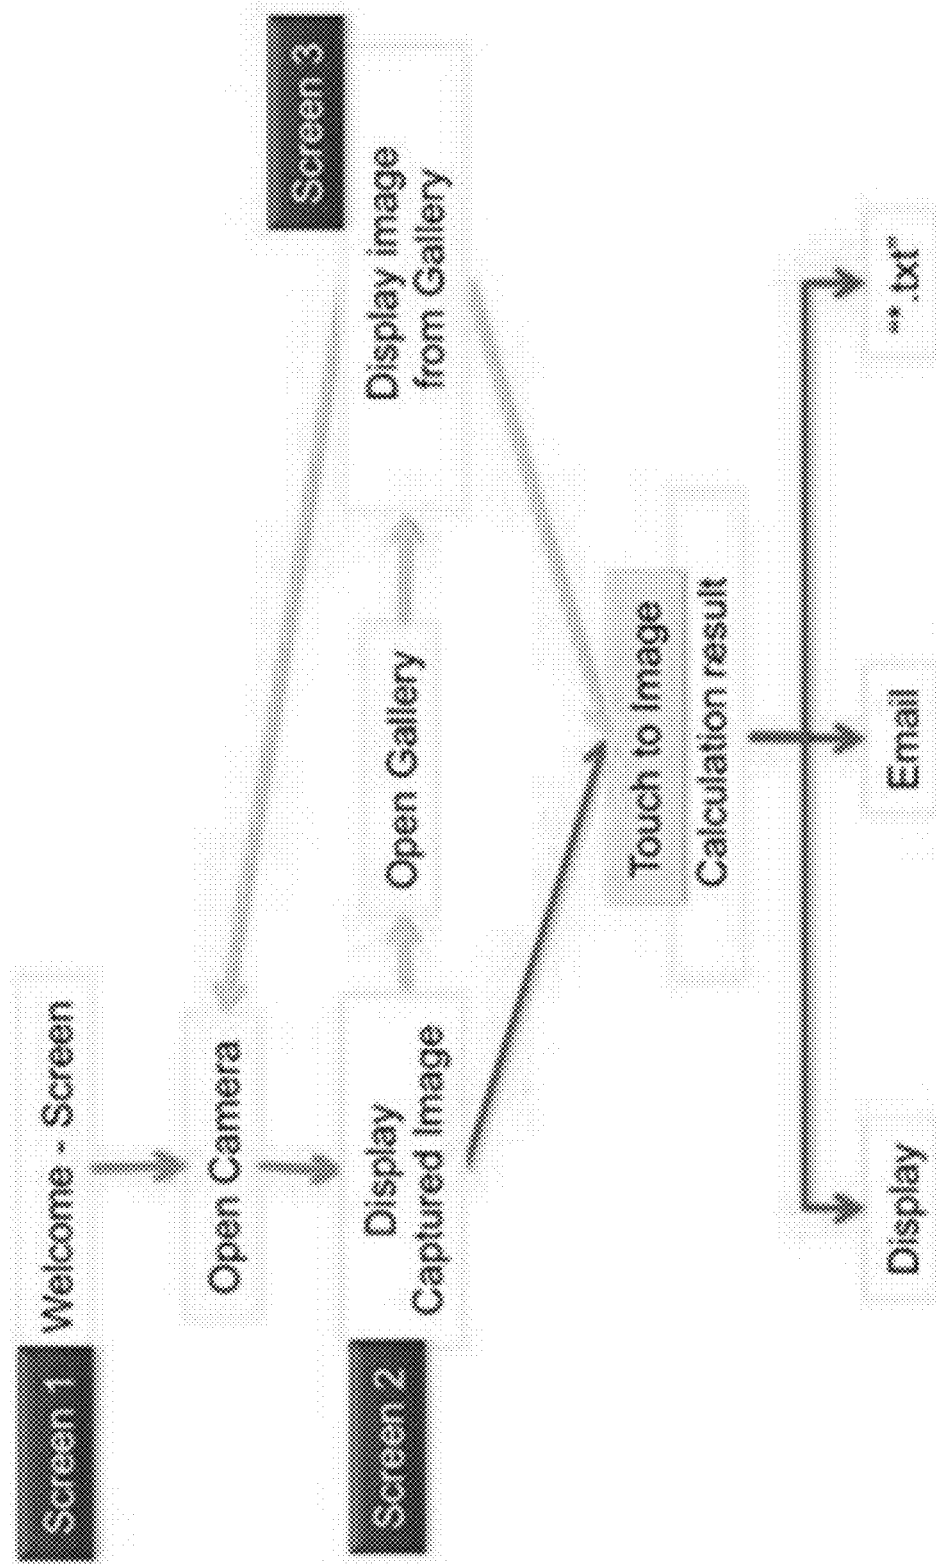 Screen 1
Welcome - Screen
Open Camera
Screen 2
Display
Captured Image
Open Gallery
Screen 3
Display image
from Gallery
Touch to Image
Calculation result
Display
Email
"*.txt"